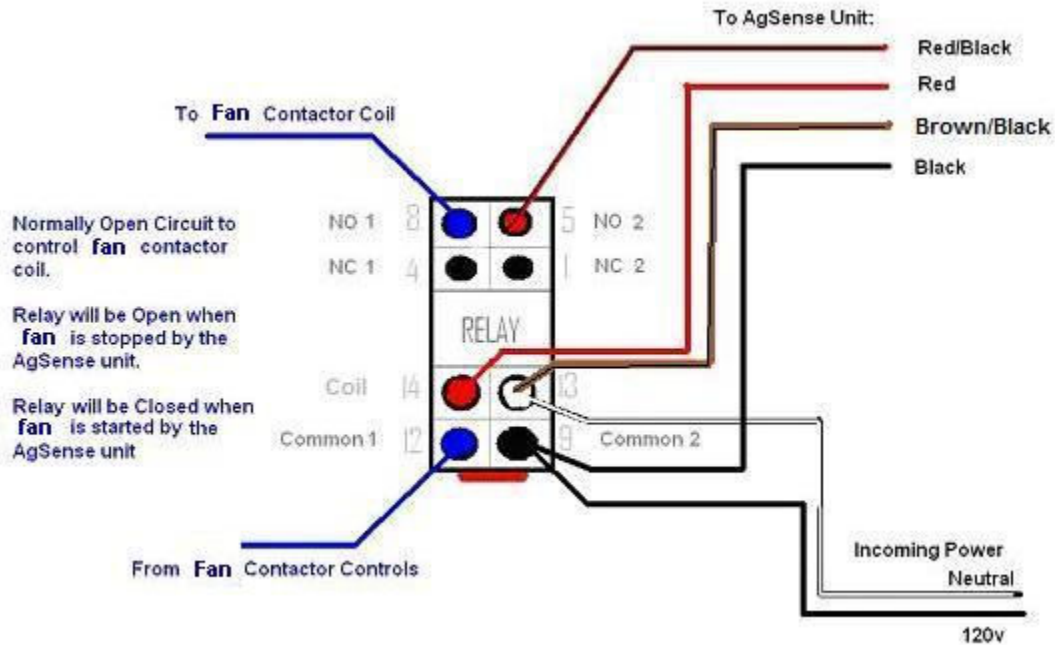 To AgSense Unit:
Red/Black
Red
Brown/Black
Black
To Fan Contactor Coil
Normally Open Circuit to
control fan contactor
coil.
Relay will be Open when
fan is stopped by the
AgSense unit.
Relay will be Closed when
fan is started by the
AgSense unit
NO 1 8 5 NO 2
NC 1 4 1 NC 2
RELAY
Coil 14 13
Common 1 12 9 Common 2
From Fan Contactor Controls
Incoming Power
Neutral
120v